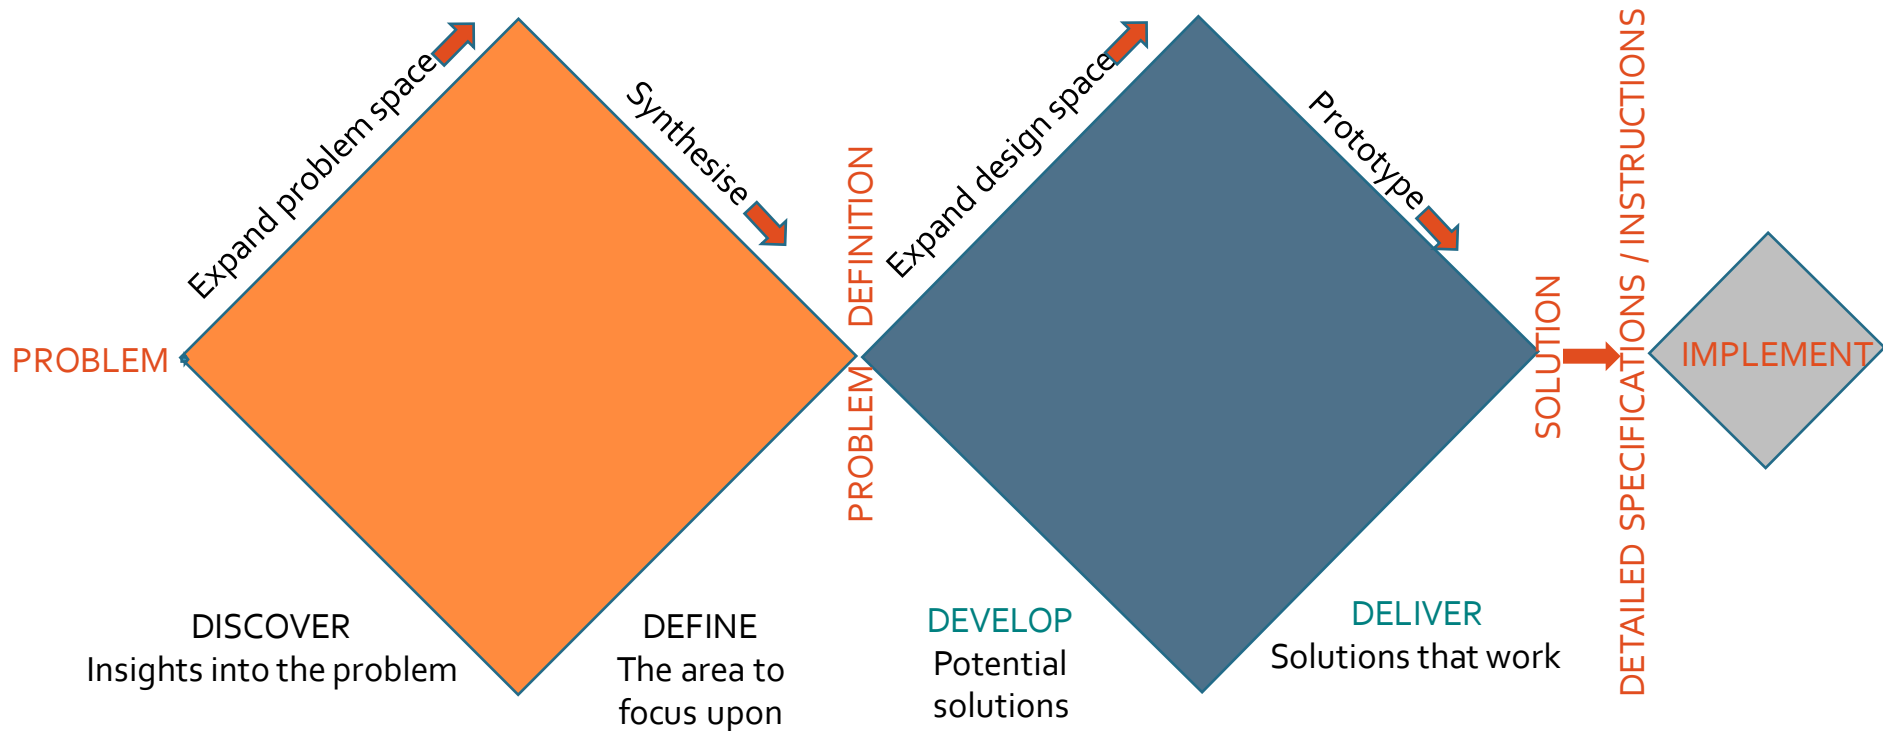 PROBLEM
Expand problem space
Synthesise
PROBLEM DEFINITION
Expand design space
Prototype
SOLUTION
DETAILED SPECIFICATIONS / INSTRUCTIONS
IMPLEMENT
DISCOVER
Insights into the problem
DEFINE
The area to
focus upon
DEVELOP
Potential
solutions
DELIVER
Solutions that work